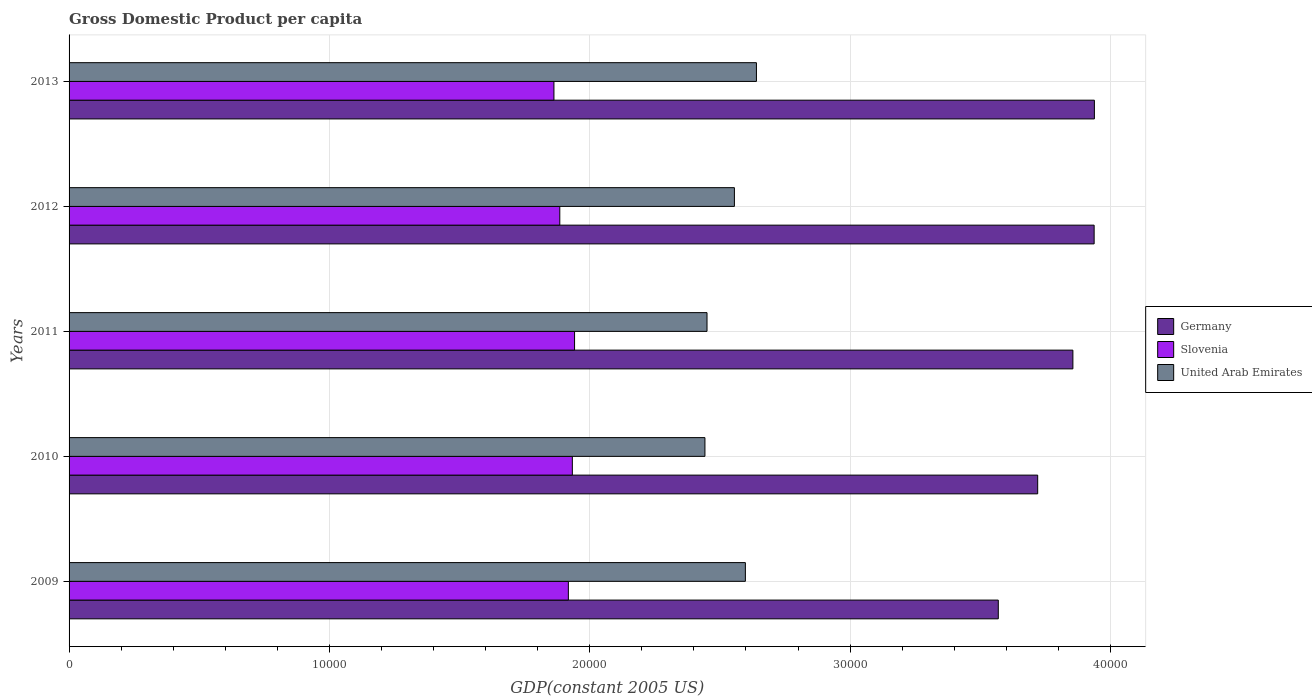 Gross Domestic Product per capita
2013
2012
2011
2010
2009
Years
0
10000
20000
30000
40000
GDP(constant 2005 US)
Germany
Slovenia
United Arab Emirates